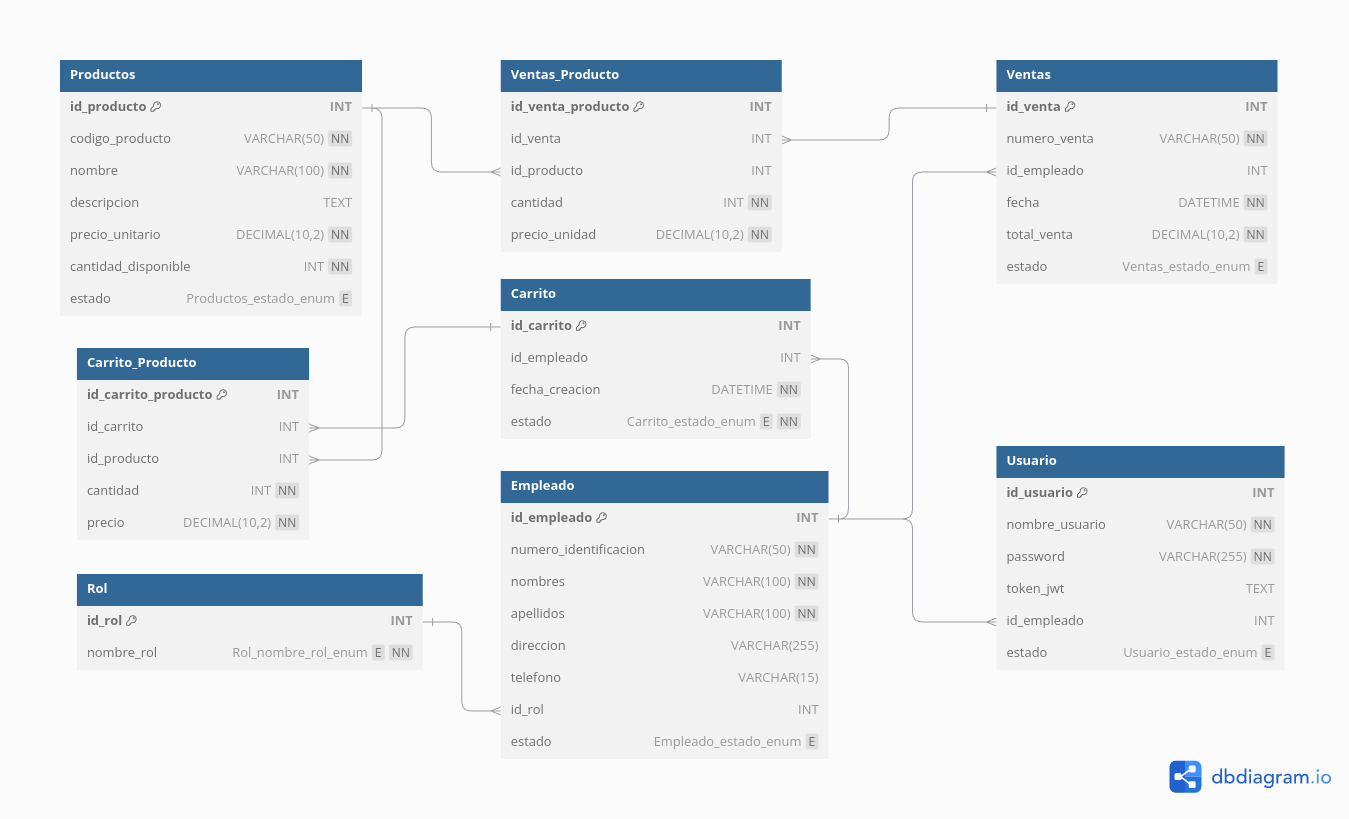 Productos
id_producto INT
codigo_producto VARCHAR(50) NN
nombre VARCHAR(100) NN
descripcion TEXT
precio_unitario DECIMAL(10,2) NN
cantidad_disponible INT NN
estado Productos_estado_enum E
Ventas_Producto
id_venta_producto INT
id_venta INT
id_producto INT
cantidad INT NN
precio_unidad DECIMAL(10,2) NN
Ventas
id_venta INT
numero_venta VARCHAR(50) NN
id_empleado INT
fecha DATETIME NN
total_venta DECIMAL(10,2) NN
estado Ventas_estado_enum E
Carrito
id_carrito INT
id_empleado INT
fecha_creacion DATETIME NN
estado Carrito_estado_enum E NN
Carrito_Producto
id_carrito_producto INT
id_carrito INT
id_producto INT
cantidad INT NN
precio DECIMAL(10,2) NN
Empleado
id_empleado INT
numero_identificacion VARCHAR(50) NN
nombres VARCHAR(100) NN
apellidos VARCHAR(100) NN
direccion VARCHAR(255)
telefono VARCHAR(15)
id_rol INT
estado Empleado_estado_enum E
Usuario
id_usuario INT
nombre_usuario VARCHAR(50) NN
password VARCHAR(255) NN
token_jwt TEXT
id_empleado INT
estado Usuario_estado_enum E
Rol
id_rol INT
nombre_rol Rol_nombre_rol_enum E NN
dbdiagram.io